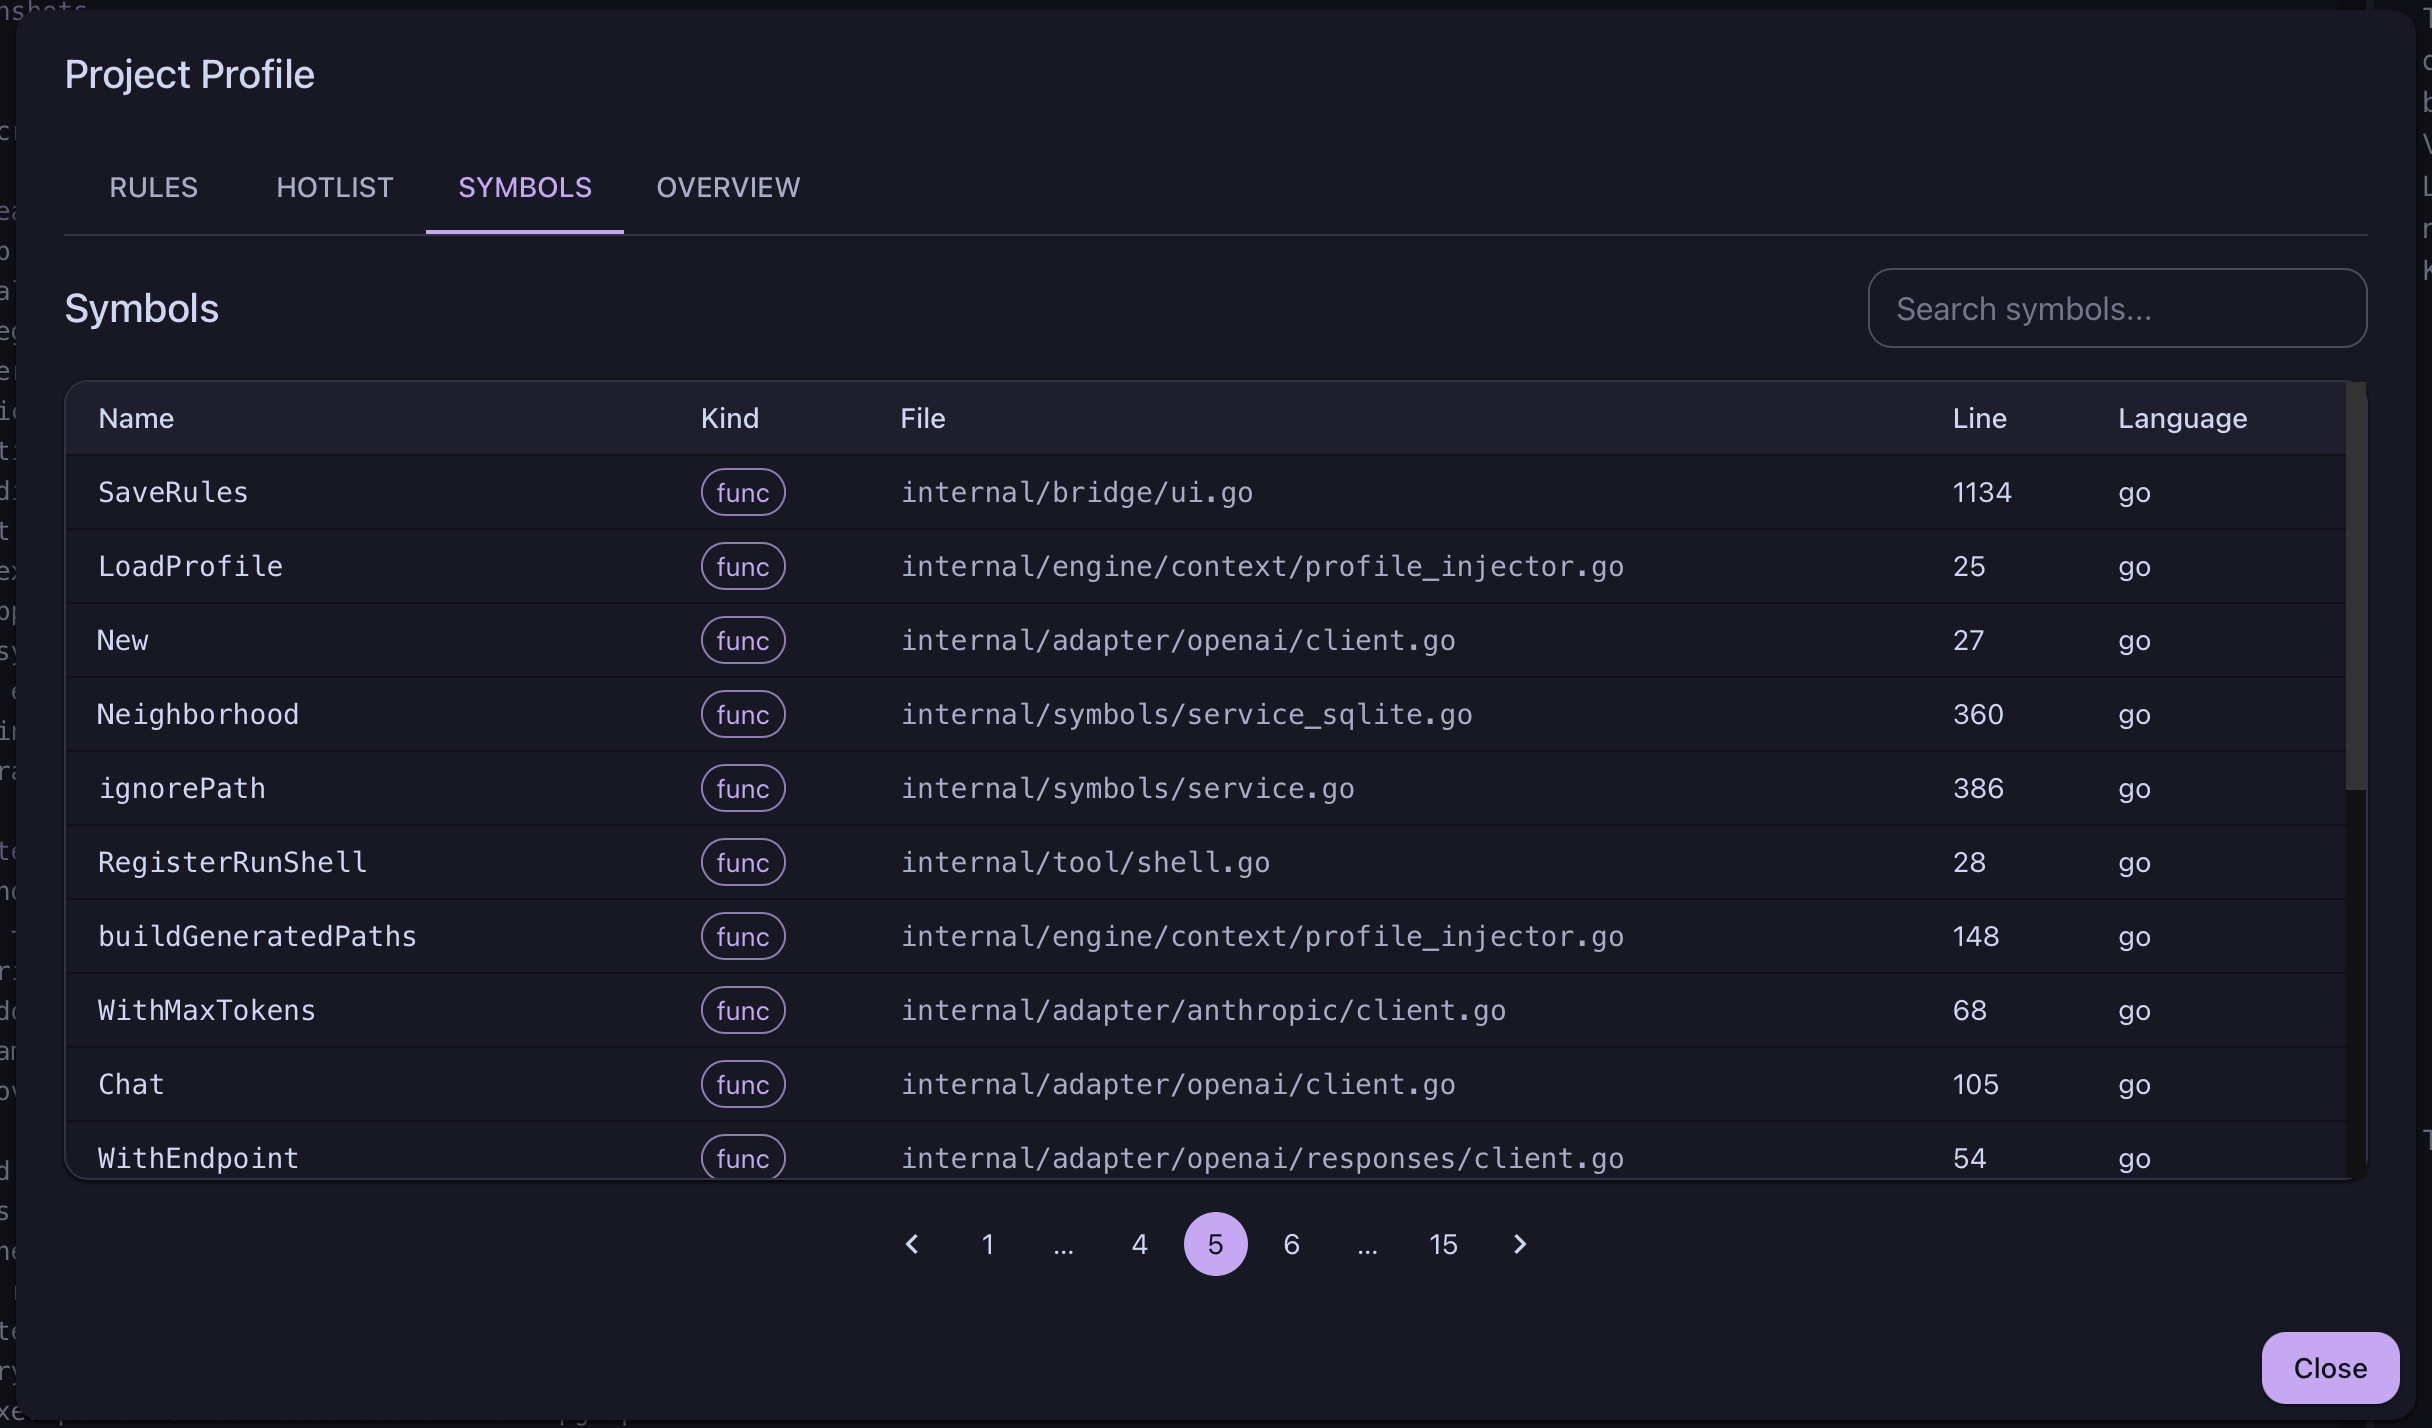 Project Profile
RULES HOTLIST SYMBOLS OVERVIEW
Symbols
Search symbols...
Name Kind File Line Language
SaveRules func internal/bridge/ui.go 1134 go
LoadProfile func internal/engine/context/profile_injector.go 25 go
New func internal/adapter/openai/client.go 27 go
Neighborhood func internal/symbols/service_sqlite.go 360 go
ignorePath func internal/symbols/service.go 386 go
RegisterRunShell func internal/tool/shell.go 28 go
buildGeneratedPaths func internal/engine/context/profile_injector.go 148 go
WithMaxTokens func internal/adapter/anthropic/client.go 68 go
Chat func internal/adapter/openai/client.go 105 go
WithEndpoint func internal/adapter/openai/responses/client.go 54 go
1 ... 4 5 6 ... 15
Close